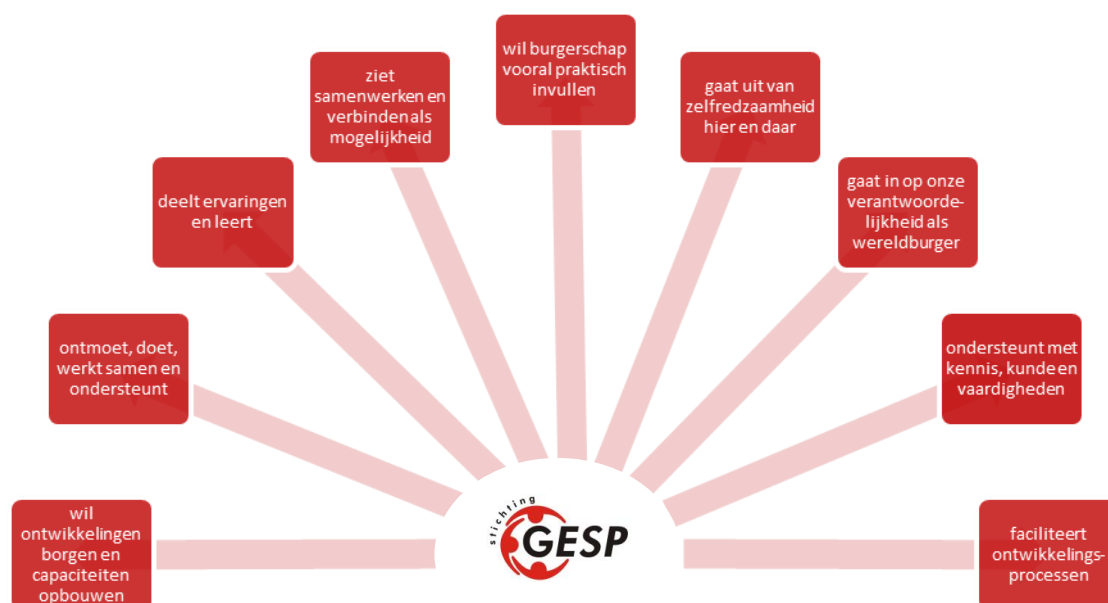 wil burgerschap
vooral praktisch
invullen
ziet
samenwerken en
verbinden als
mogelijkheid
gaat uit van
zelfredzaamheid
hier en daar
deelt ervaringen
en leert
gaat in op onze
verantwoorde-
lijkheid als
wereldburger
ontmoet, doet,
werkt samen en
ondersteunt
ondersteunt met
kennis, kunde en
vaardigheden
wil
ontwikkelingen
borgen en
capaciteiten
opbouwen
stichting
GESP
faciliteert
ontwikkelings-
processen